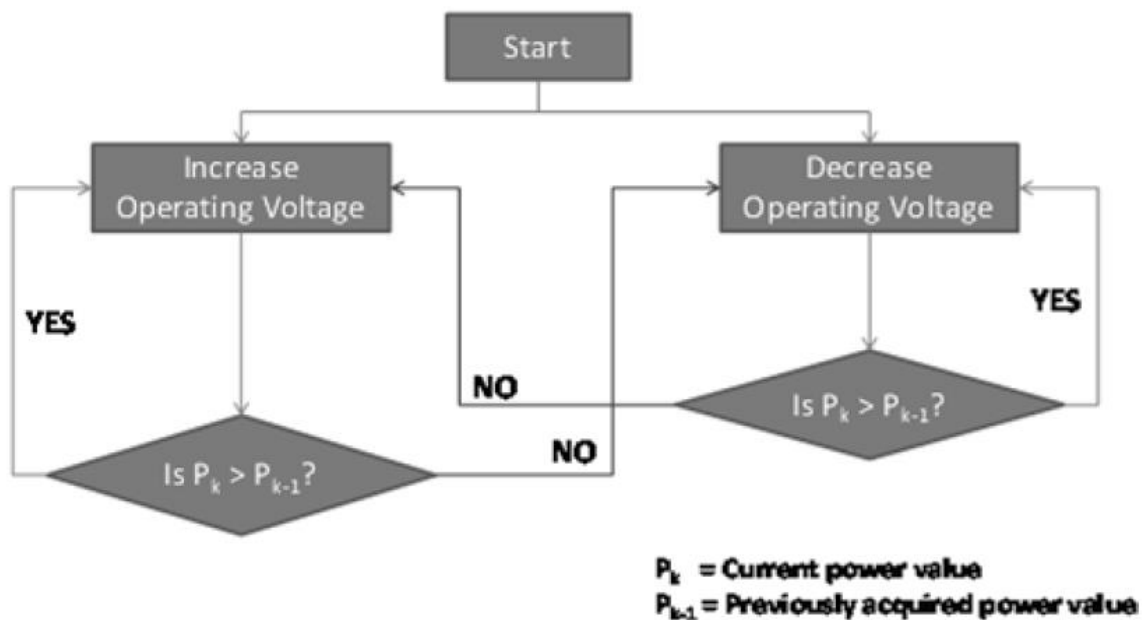 Start
Increase
Operating Voltage
Decrease
Operating Voltage
YES
YES
NO
Is Pₖ > Pₖ₋₁?
NO
Is Pₖ > Pₖ₋₁?
Pₖ = Current power value
Pₖ₋₁ = Previously acquired power value